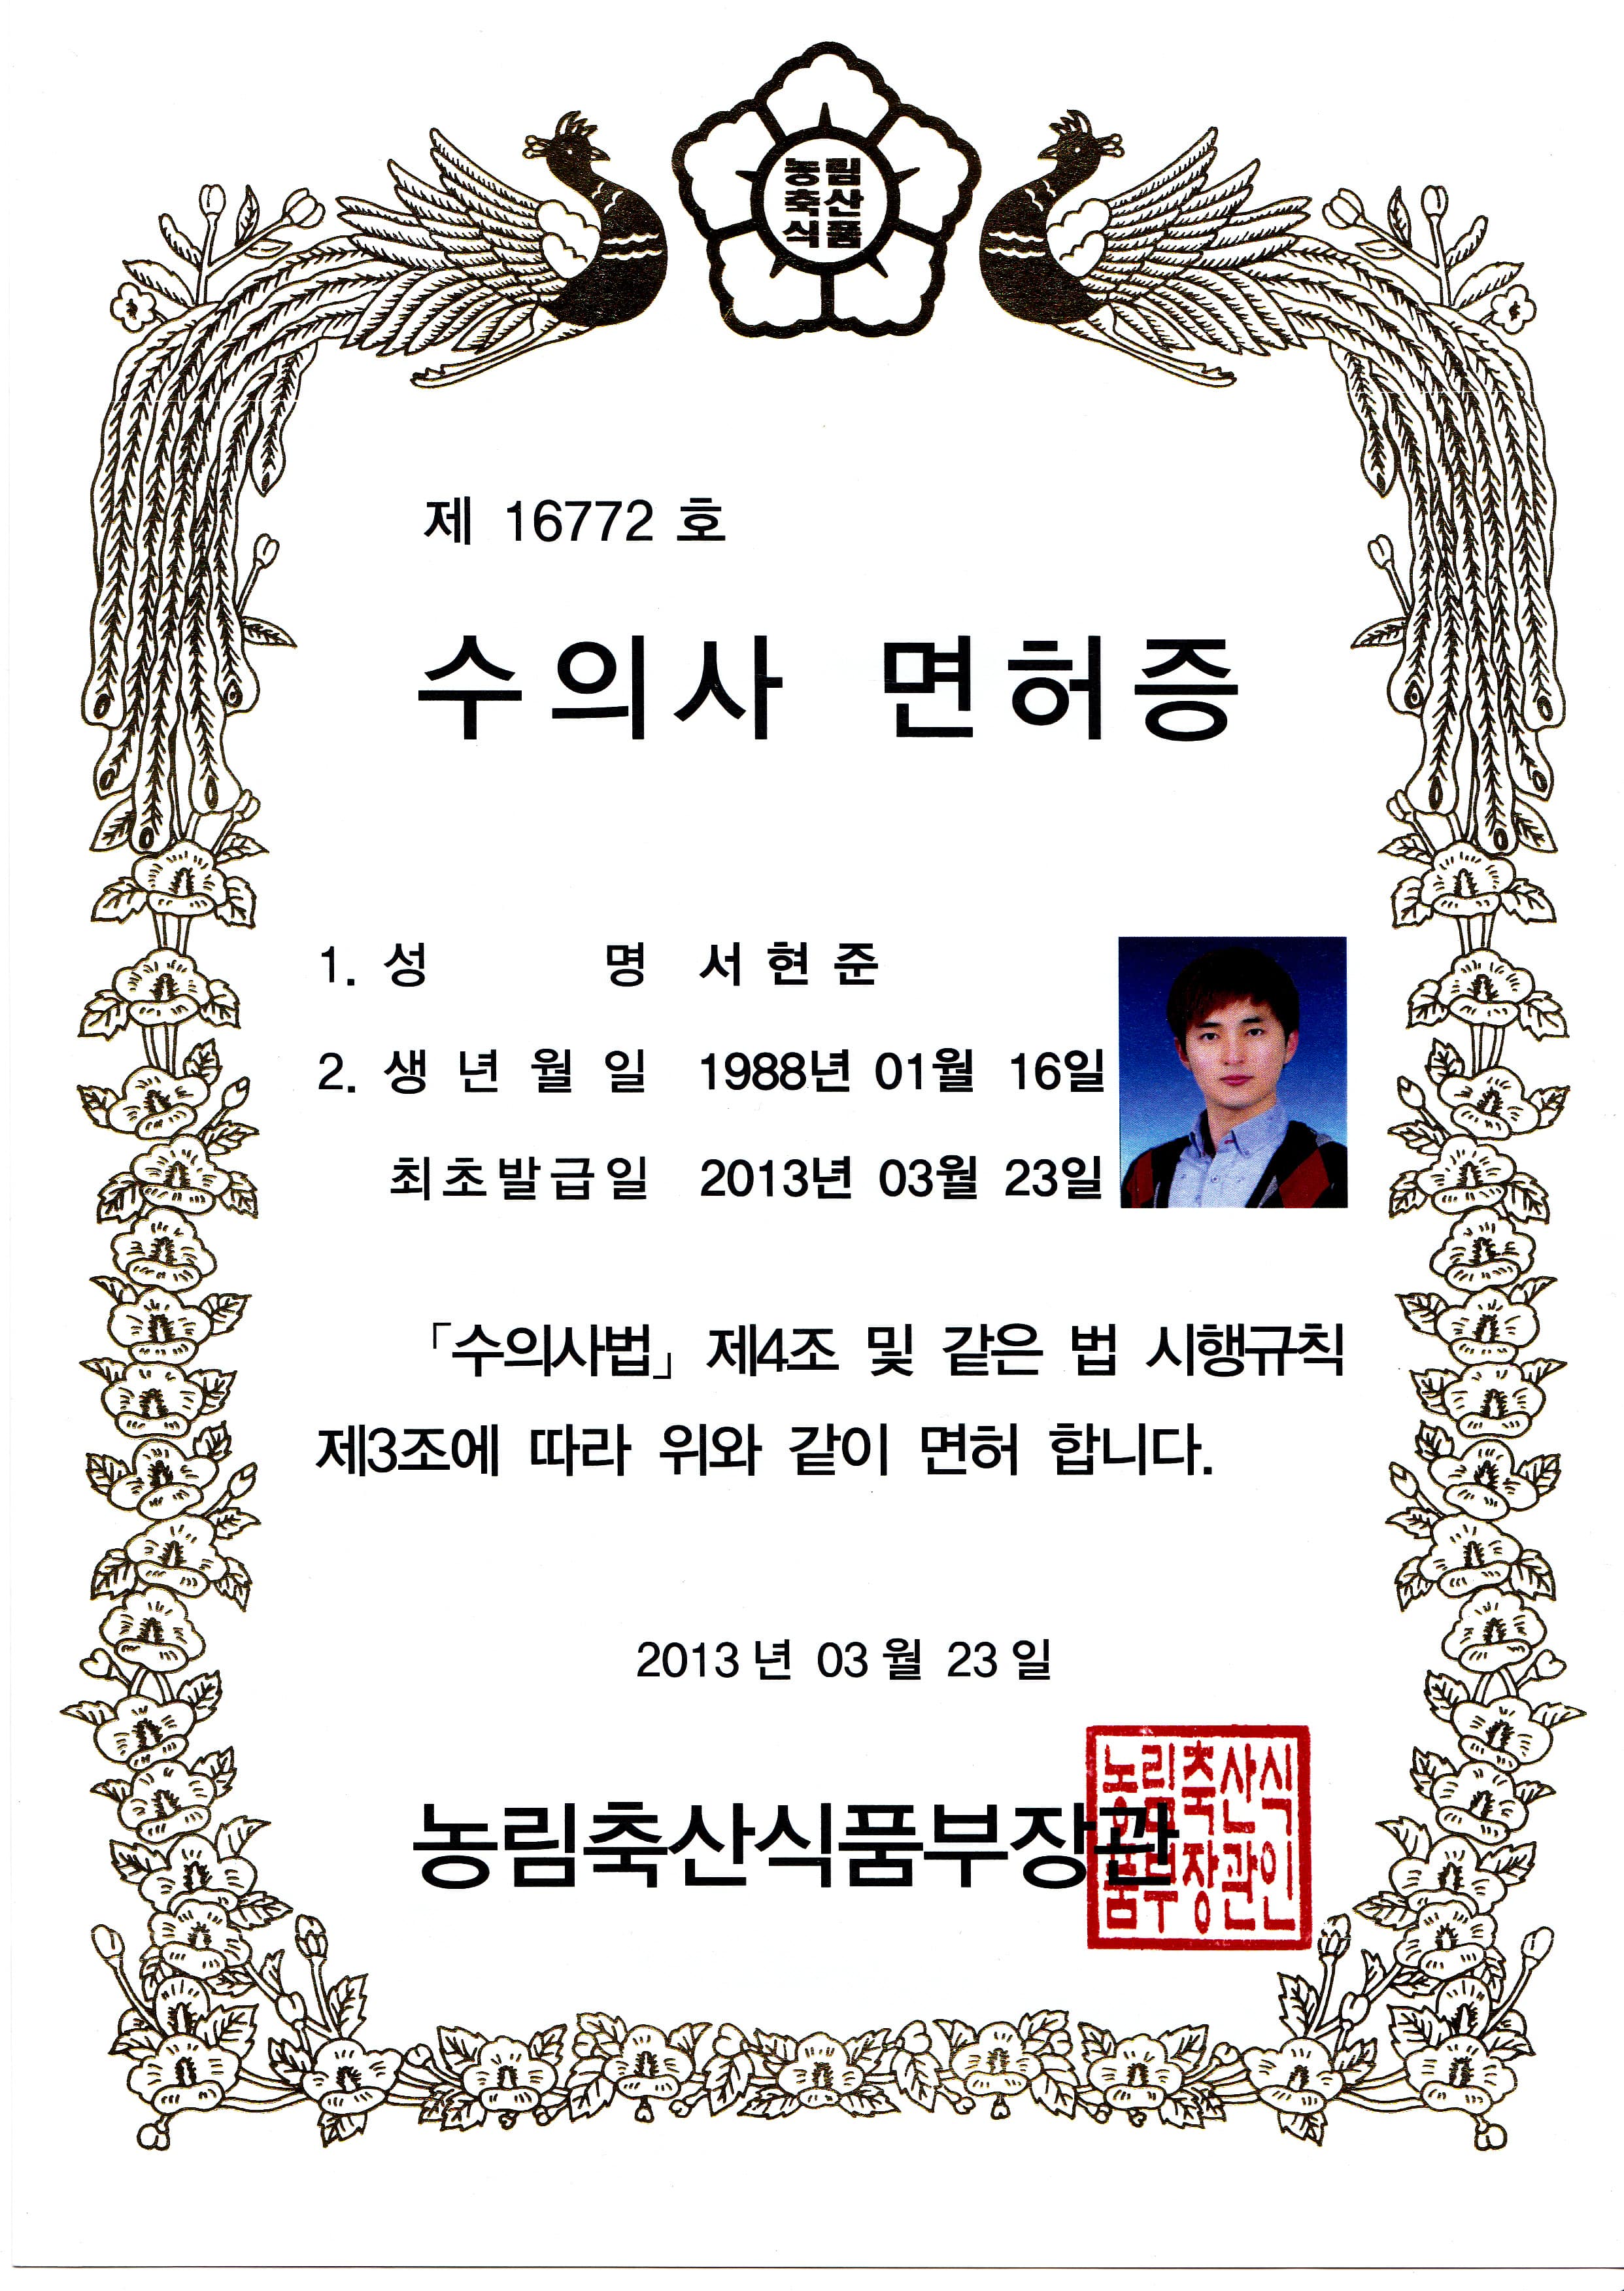 농림
축산
식품
제 16772 호
수의사 면허증
1. 성 명 서 현 준
2. 생 년 월 일 1988년 01월 16일
최초발급일 2013년 03월 23일
「수의사법」 제4조 및 같은 법 시행규칙
제3조에 따라 위와 같이 면허 합니다.
2013 년 03 월 23 일
농림축산식품부장관
농림축산식
품부장관인